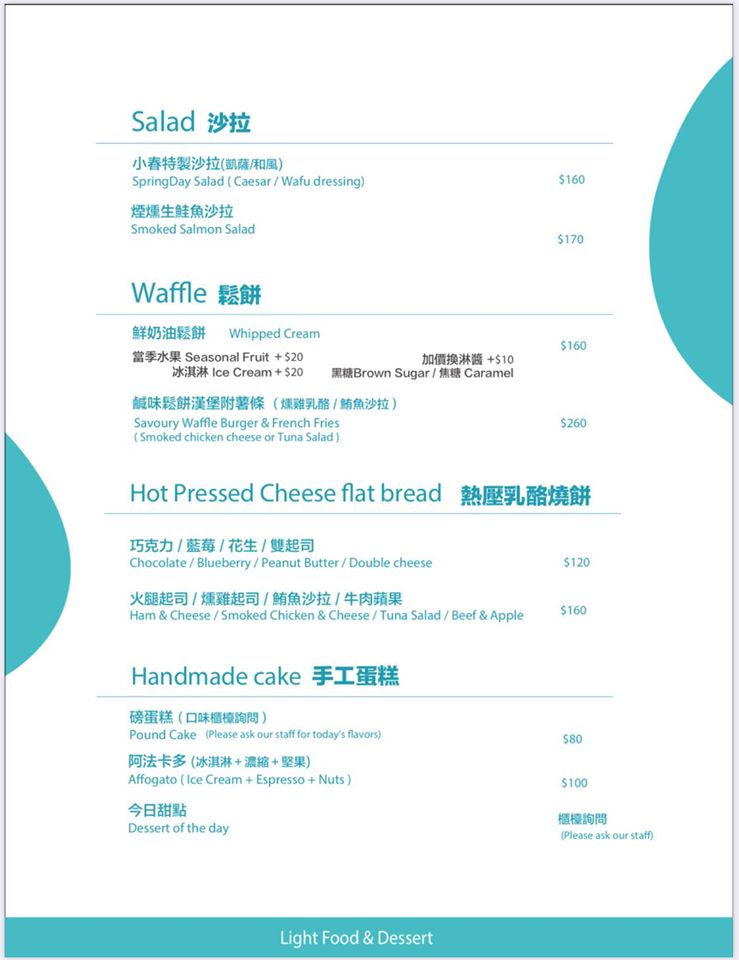 Salad 沙拉
小春特製沙拉(凱薩/和風)
SpringDay Salad ( Caesar / Wafu dressing) $160
煙燻生鮭魚沙拉
Smoked Salmon Salad $170
Waffle 鬆餅
鮮奶油鬆餅 Whipped Cream $160
當季水果 Seasonal Fruit + $20 加價換淋醬 +$10
冰淇淋 Ice Cream + $20 黑糖Brown Sugar / 焦糖 Caramel
鹹味鬆餅漢堡附薯條 ( 燻雞乳酪 / 鮪魚沙拉 )
Savoury Waffle Burger & French Fries $260
( Smoked chicken cheese or Tuna Salad )
Hot Pressed Cheese flat bread 熱壓乳酪燒餅
巧克力 / 藍莓 / 花生 / 雙起司
Chocolate / Blueberry / Peanut Butter / Double cheese $120
火腿起司 / 燻雞起司 / 鮪魚沙拉 / 牛肉蘋果
Ham & Cheese / Smoked Chicken & Cheese / Tuna Salad / Beef & Apple $160
Handmade cake 手工蛋糕
磅蛋糕 ( 口味櫃檯詢問 )
Pound Cake (Please ask our staff for today's flavors) $80
阿法卡多 (冰淇淋 + 濃縮 + 堅果)
Affogato ( Ice Cream + Espresso + Nuts ) $100
今日甜點 櫃檯詢問
Dessert of the day (Please ask our staff)
Light Food & Dessert